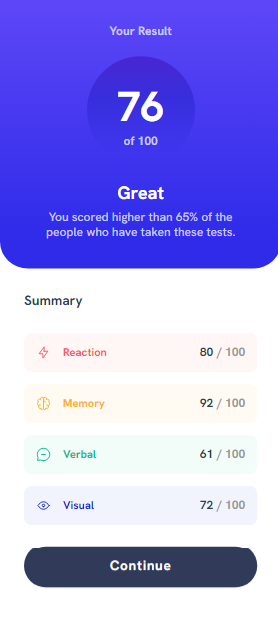 Your Result
76
of 100
Great
You scored higher than 65% of the
people who have taken these tests.
Summary
Reaction 80 / 100
Memory 92 / 100
Verbal 61 / 100
Visual 72 / 100
Continue